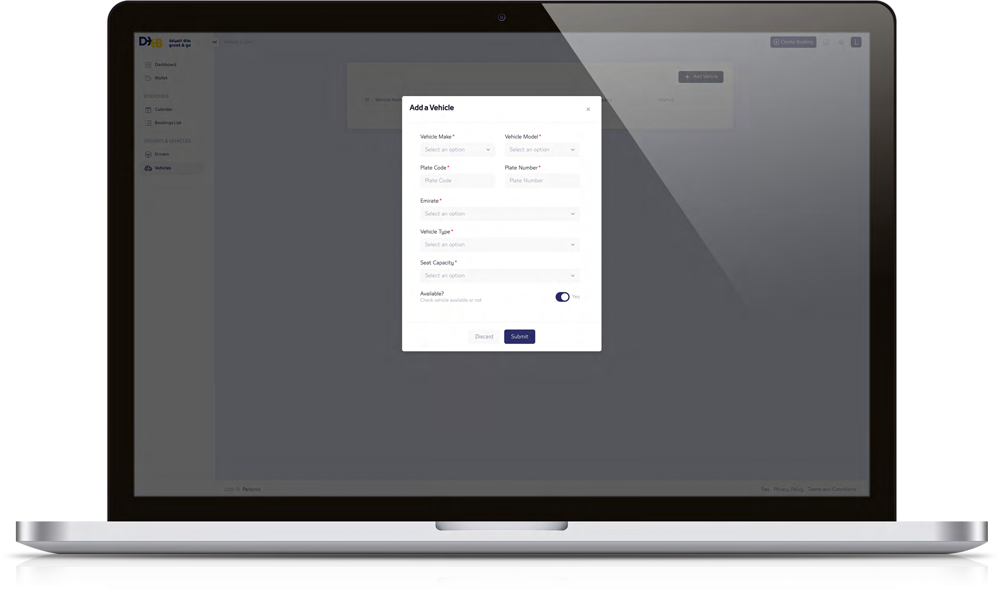 DXB
صالة الضيافة
greet & go
Vehicle - List
Create Booking
L
Dashboard
Wallet
BOOKINGS
Calendar
Bookings List
DRIVERS & VEHICLES
Drivers
Vehicles
Add Vehicle
Vehicle
Status
Add a Vehicle
Vehicle Make*
Vehicle Model*
Select an option
Select an option
Plate Code*
Plate Number*
Plate Code
Plate Number
Emirate*
Select an option
Vehicle Type*
Select an option
Seat Capacity*
Select an option
Available?
Check vehicle available or not
Yes
Discard
Submit
2025 © Parkonic
Faq Privacy Policy Terms and Conditions